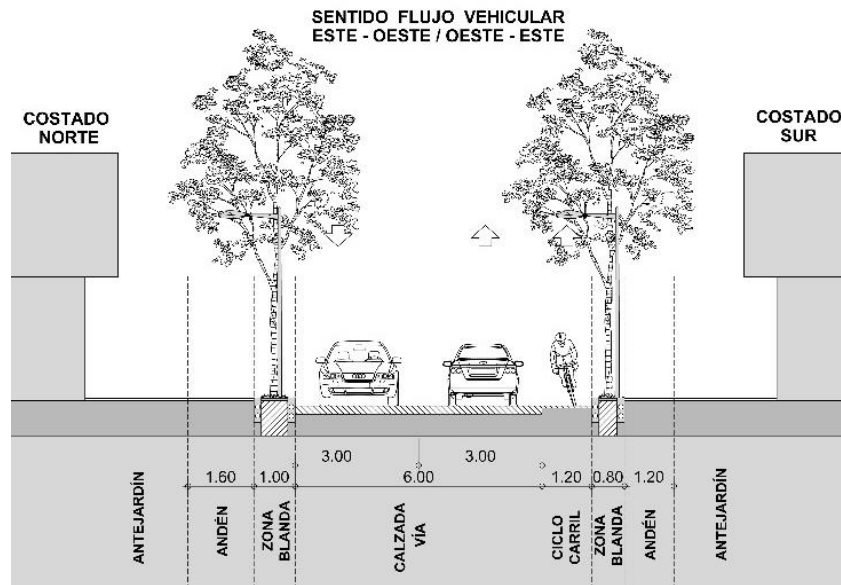 SENTIDO FLUJO VEHICULAR
ESTE - OESTE / OESTE - ESTE
COSTADO
NORTE
COSTADO
SUR
3.00
3.00
1.60
1.00
6.00
1.20
0.80
1.20
ANTEJARDÍN
ANDÉN
ZONA
BLANDA
CALZADA
VÍA
CICLO
CARRIL
ZONA
BLANDA
ANDÉN
ANTEJARDÍN